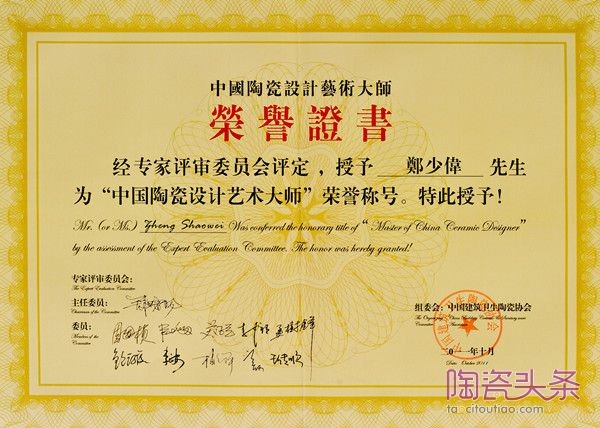 中國陶瓷設計藝術大師
榮譽證書
经专家评审委员会评定，授予 鄭少偉 先生
为“中国陶瓷设计艺术大师”荣誉称号。特此授予！
Mr. (or Ms.) Zheng Shaowei Was conferred the honorary title of “Master of China Ceramic Designer”
by the assessment of the Expert Evaluation Committee. The honor was hereby granted!
专家评审委员会：
The Expert Evaluation Committee:
主任委员：
Chairman of the Committee
委员：
Members of the
Committee
组委会：中国建筑卫生陶瓷协会
二〇一一年十月
Date: October 2011
陶瓷头条
ta.citoutiao.com